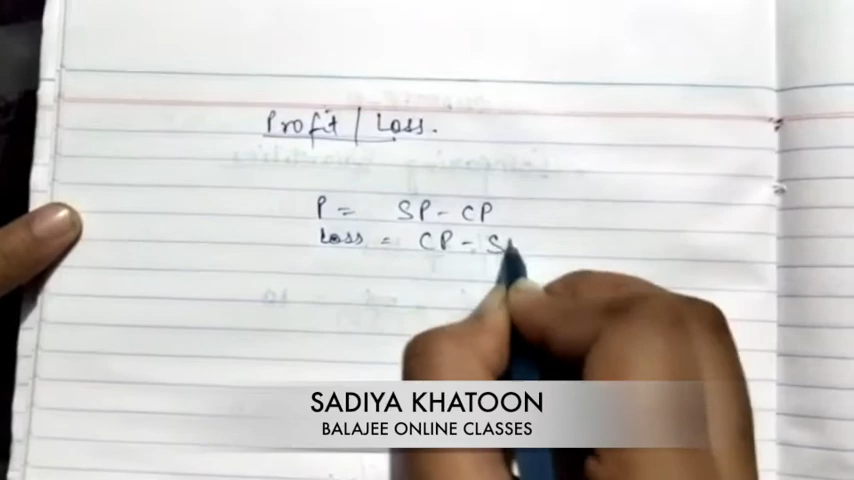 Profit | Loss.
P = SP - CP
Loss = CP - S
SADIYA KHATOON
BALAJEE ONLINE CLASSES